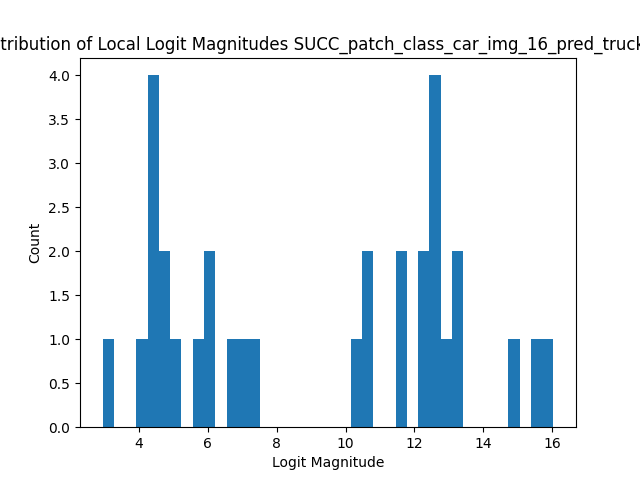 tribution of Local Logit Magnitudes SUCC_patch_class_car_img_16_pred_truck
4.0
3.5
3.0
2.5
2.0
1.5
1.0
0.5
0.0
Count
4 6 8 10 12 14 16
Logit Magnitude